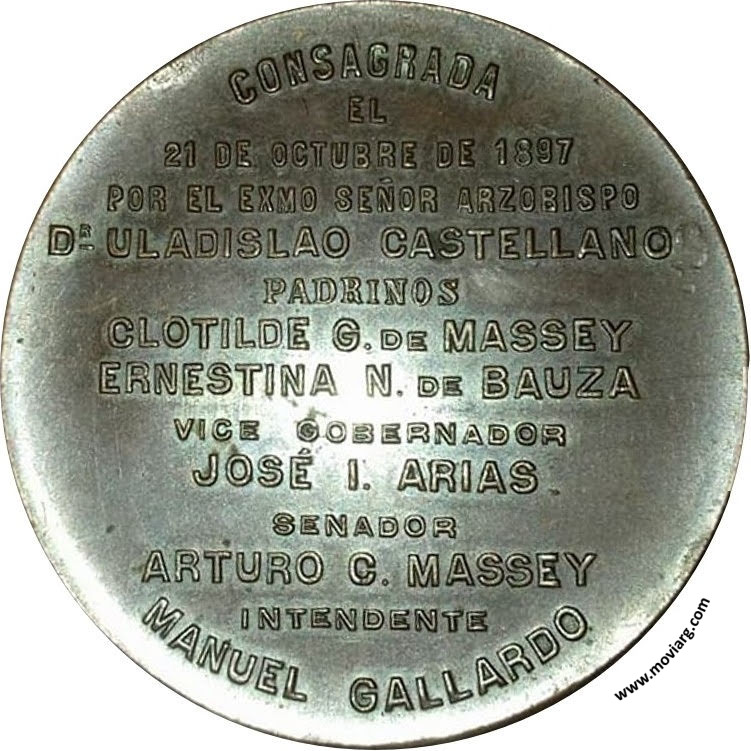 CONSAGRADA
EL
21 DE OCTUBRE DE 1897
POR EL EXMO SEÑOR ARZOBISPO
DR ULADISLAO CASTELLANO
PADRINOS
CLOTILDE G. DE MASSEY
ERNESTINA N. DE BAUZA
VICE GOBERNADOR
JOSÉ I. ARIAS
SENADOR
ARTURO C. MASSEY
INTENDENTE
MANUEL GALLARDO
www.moviarg.com